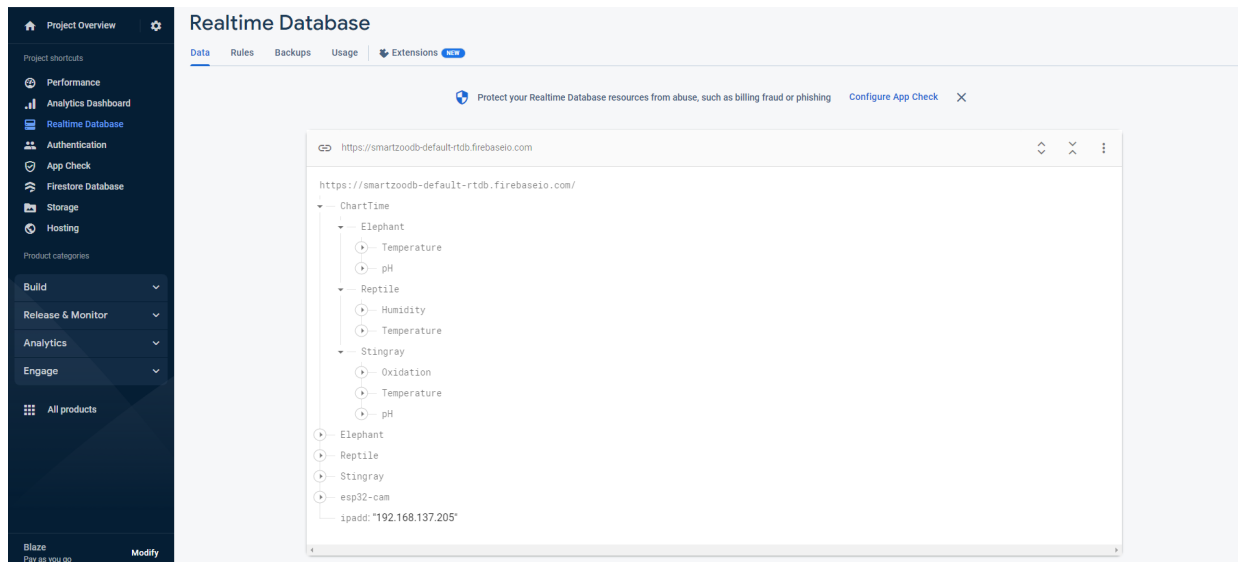 Project Overview
Project shortcuts
Performance
Analytics Dashboard
Realtime Database
Authentication
App Check
Firestore Database
Storage
Hosting
Product categories
Build
Release & Monitor
Analytics
Engage
All products
Blaze
Pay as you go
Modify
Realtime Database
Data Rules Backups Usage Extensions NEW
Protect your Realtime Database resources from abuse, such as billing fraud or phishing Configure App Check
https://smartzoodb-default-rtdb.firebaseio.com
https://smartzoodb-default-rtdb.firebaseio.com/
ChartTime
Elephant
Temperature
pH
Reptile
Humidity
Temperature
Stingray
Oxidation
Temperature
pH
Elephant
Reptile
Stingray
esp32-cam
ipadd: "192.168.137.205"